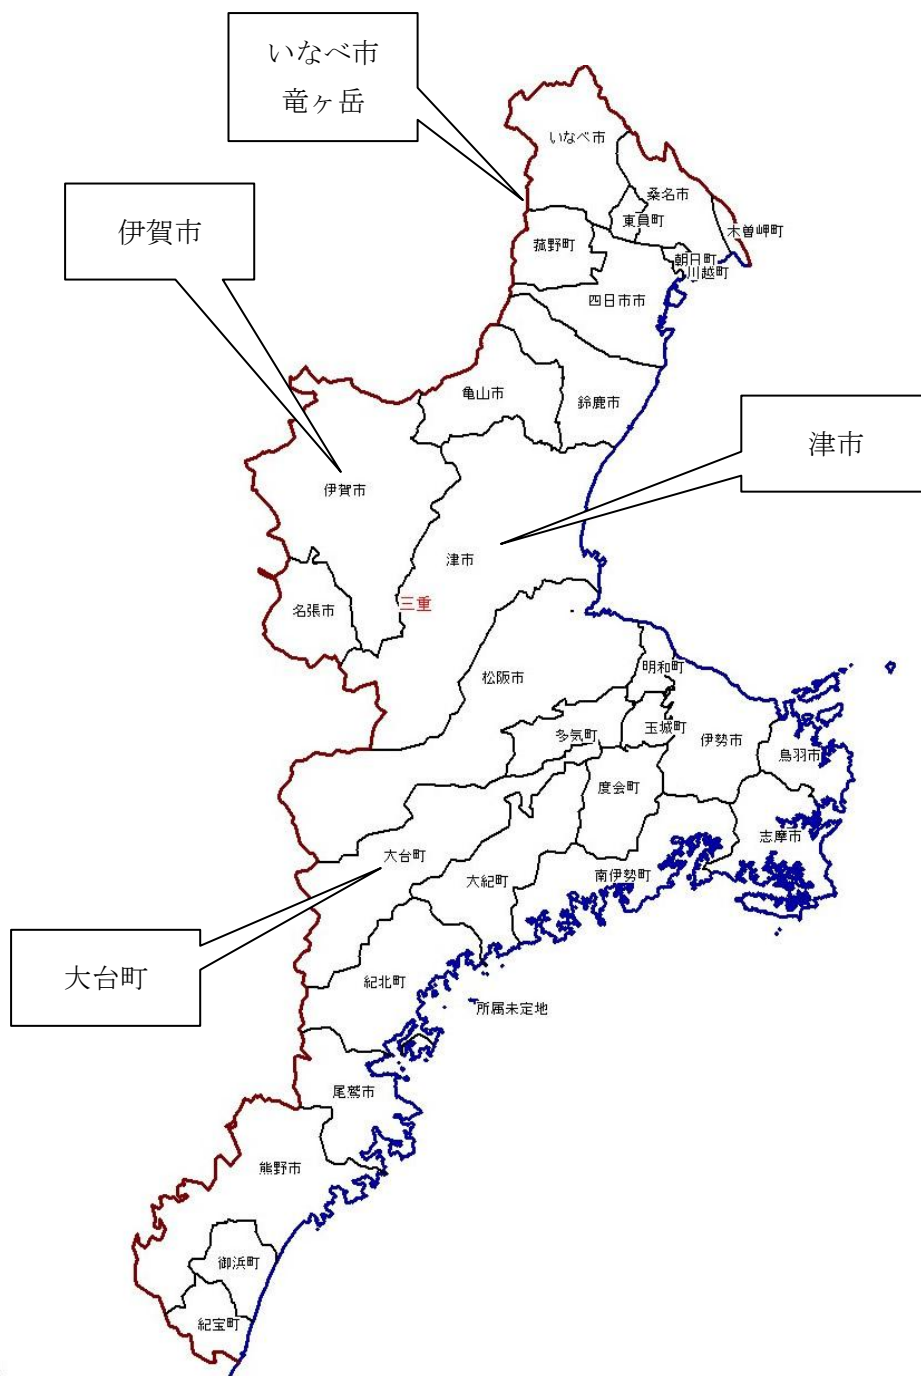 いなべ市
竜ヶ岳
いなべ市
伊賀市
桑名市
東員町
木曽岬町
菰野町
朝日町
川越町
四日市市
亀山市
鈴鹿市
津市
伊賀市
津市
名張市
三重
明和町
松阪市
玉城町
多気町
伊勢市
鳥羽市
度会町
志摩市
大台町
大紀町
南伊勢町
大台町
紀北町
所属未定地
尾鷲市
熊野市
御浜町
紀宝町